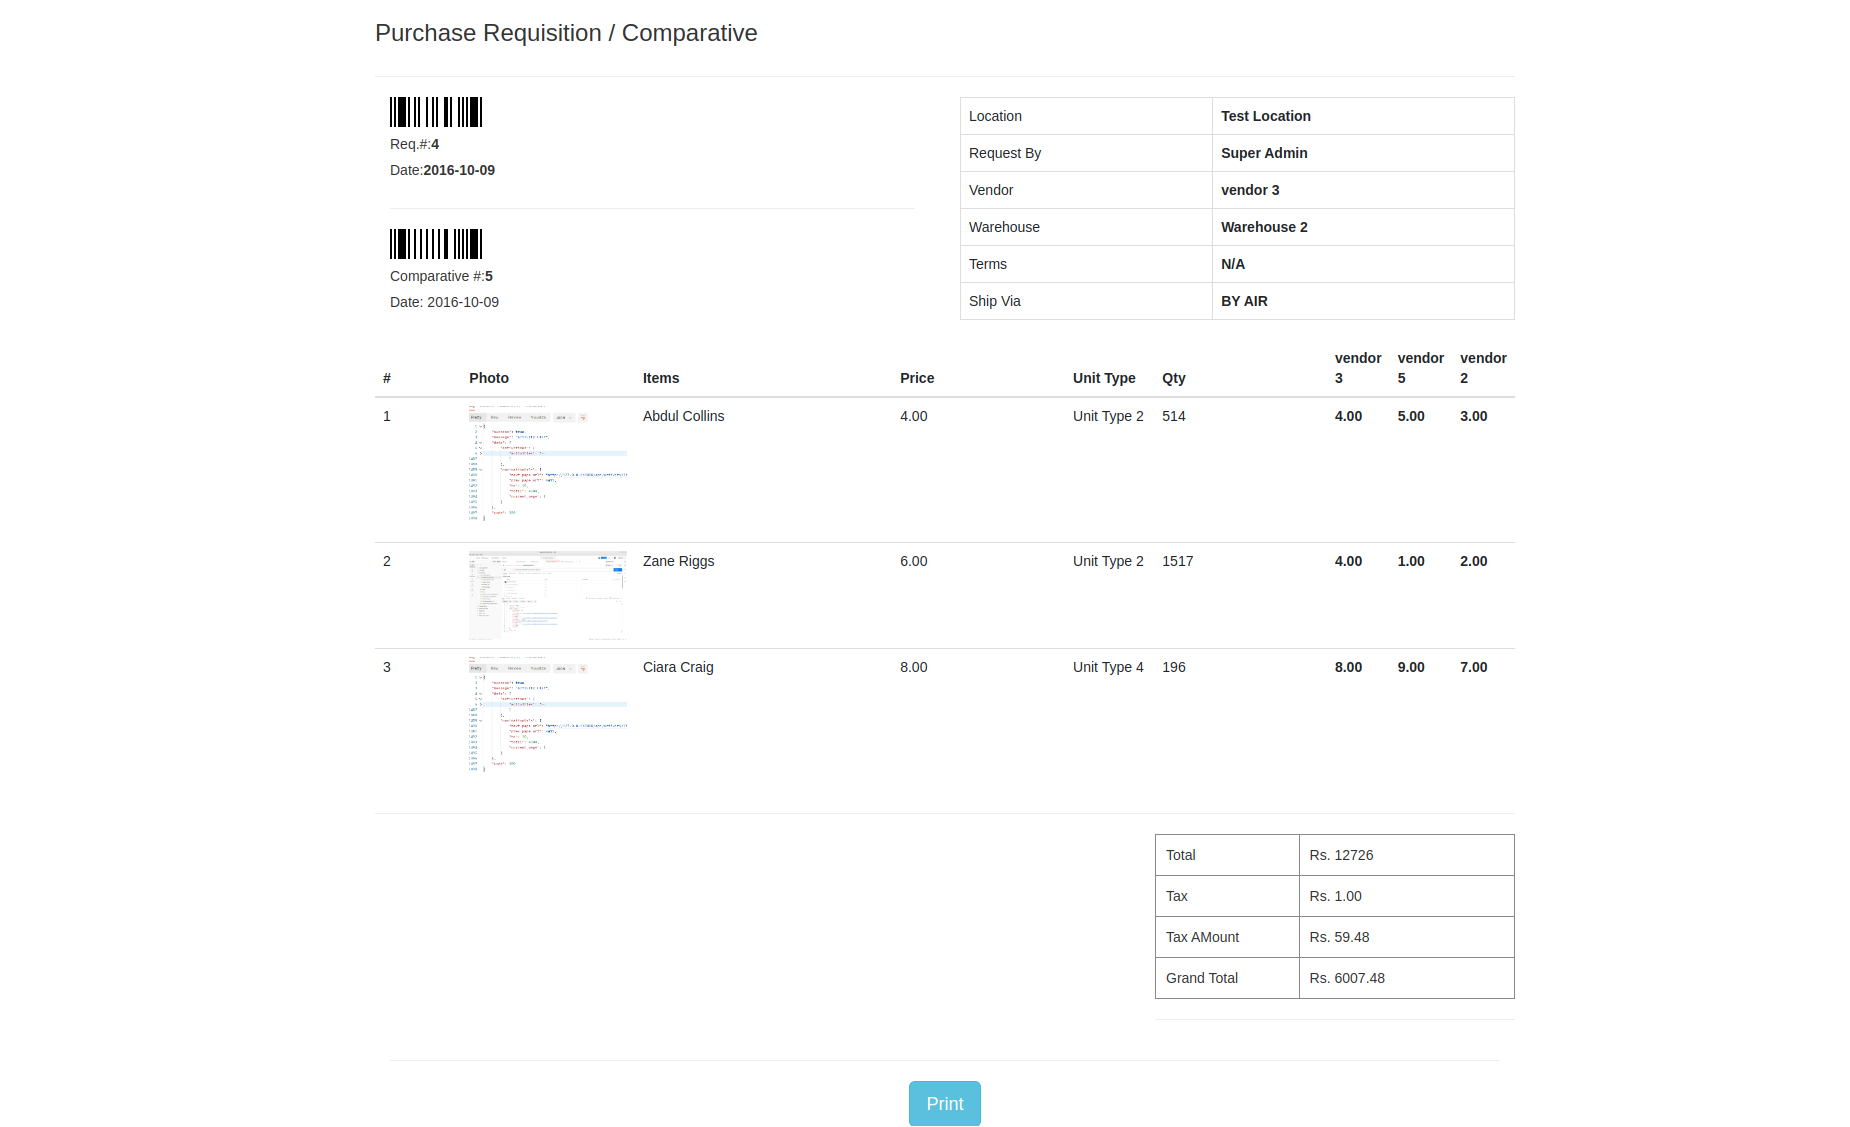 Purchase Requisition / Comparative
Req.#:4
Date:2016-10-09
Comparative #:5
Date: 2016-10-09
Location Test Location
Request By Super Admin
Vendor vendor 3
Warehouse Warehouse 2
Terms N/A
Ship Via BY AIR
# Photo Items Price Unit Type Qty vendor 3 vendor 5 vendor 2
1 Abdul Collins 4.00 Unit Type 2 514 4.00 5.00 3.00
2 Zane Riggs 6.00 Unit Type 2 1517 4.00 1.00 2.00
3 Ciara Craig 8.00 Unit Type 4 196 8.00 9.00 7.00
Total Rs. 12726
Tax Rs. 1.00
Tax AMount Rs. 59.48
Grand Total Rs. 6007.48
Print